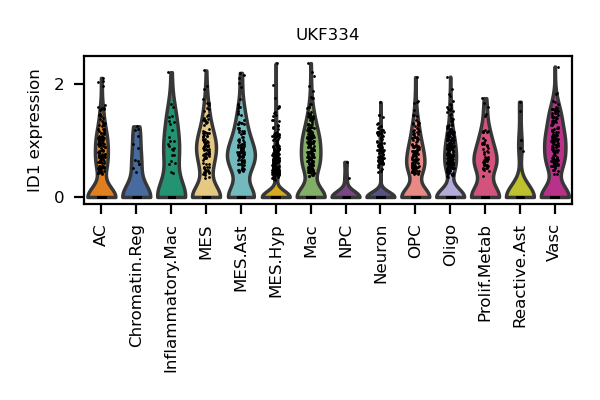 UKF334
ID1 expression
2
0
AC
Chromatin.Reg
Inflammatory.Mac
MES
MES.Ast
MES.Hyp
Mac
NPC
Neuron
OPC
Oligo
Prolif.Metab
Reactive.Ast
Vasc